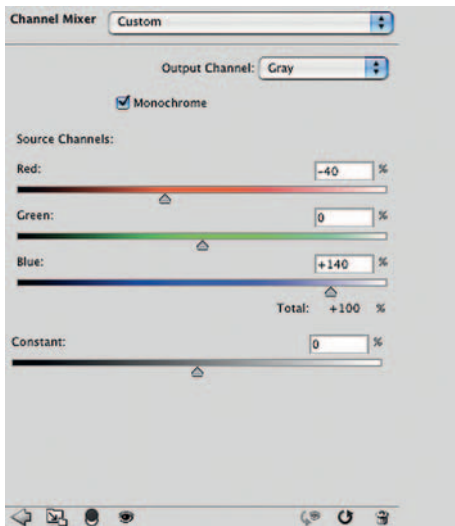 Channel Mixer Custom
Output Channel: Gray
Monochrome
Source Channels:
Red: -40 %
Green: 0 %
Blue: +140 %
Total: +100 %
Constant: 0 %